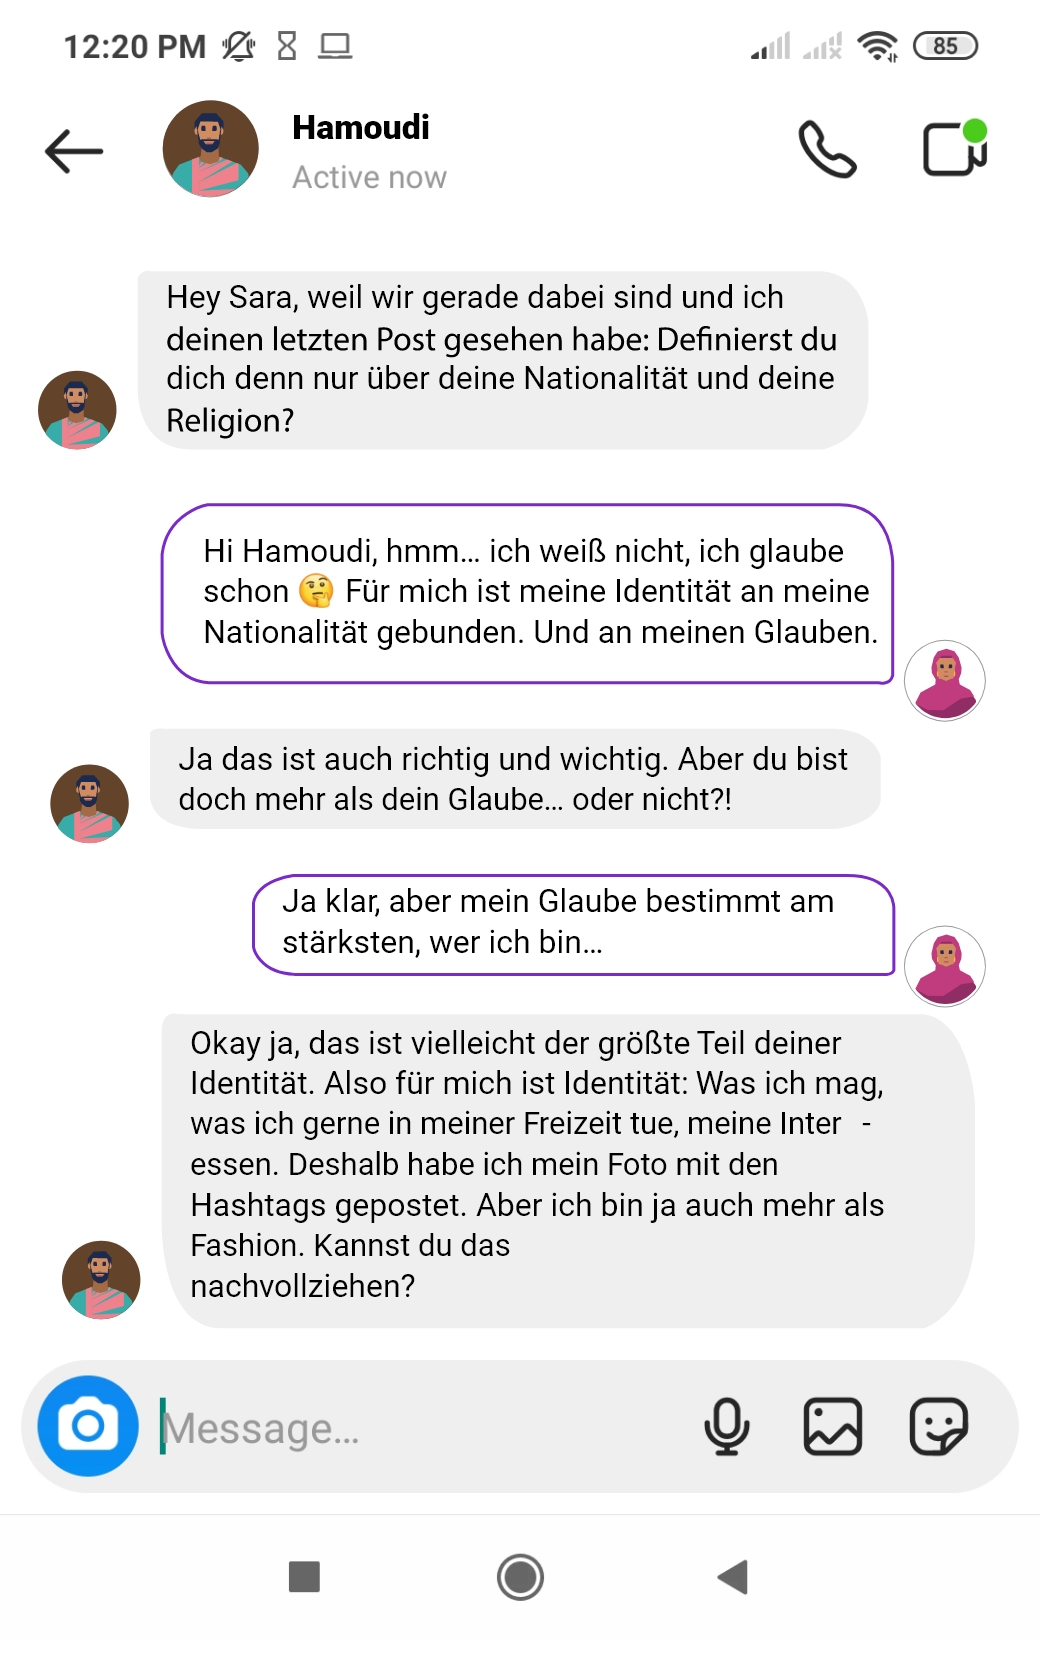 12:20 PM
85
Hamoudi
Active now
Hey Sara, weil wir gerade dabei sind und ich
deinen letzten Post gesehen habe: Definierst du
dich denn nur über deine Nationalität und deine
Religion?
Hi Hamoudi, hmm... ich weiß nicht, ich glaube
schon 🤔 Für mich ist meine Identität an meine
Nationalität gebunden. Und an meinen Glauben.
Ja das ist auch richtig und wichtig. Aber du bist
doch mehr als dein Glaube... oder nicht?!
Ja klar, aber mein Glaube bestimmt am
stärksten, wer ich bin...
Okay ja, das ist vielleicht der größte Teil deiner
Identität. Also für mich ist Identität: Was ich mag,
was ich gerne in meiner Freizeit tue, meine Inter -
essen. Deshalb habe ich mein Foto mit den
Hashtags gepostet. Aber ich bin ja auch mehr als
Fashion. Kannst du das
nachvollziehen?
Message...